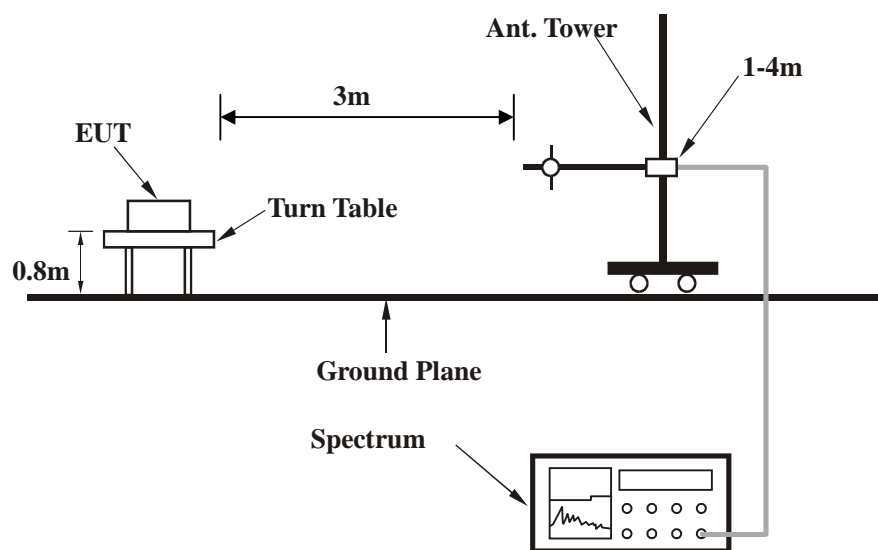 Ant. Tower
1-4m
3m
EUT
Turn Table
0.8m
Ground Plane
Spectrum